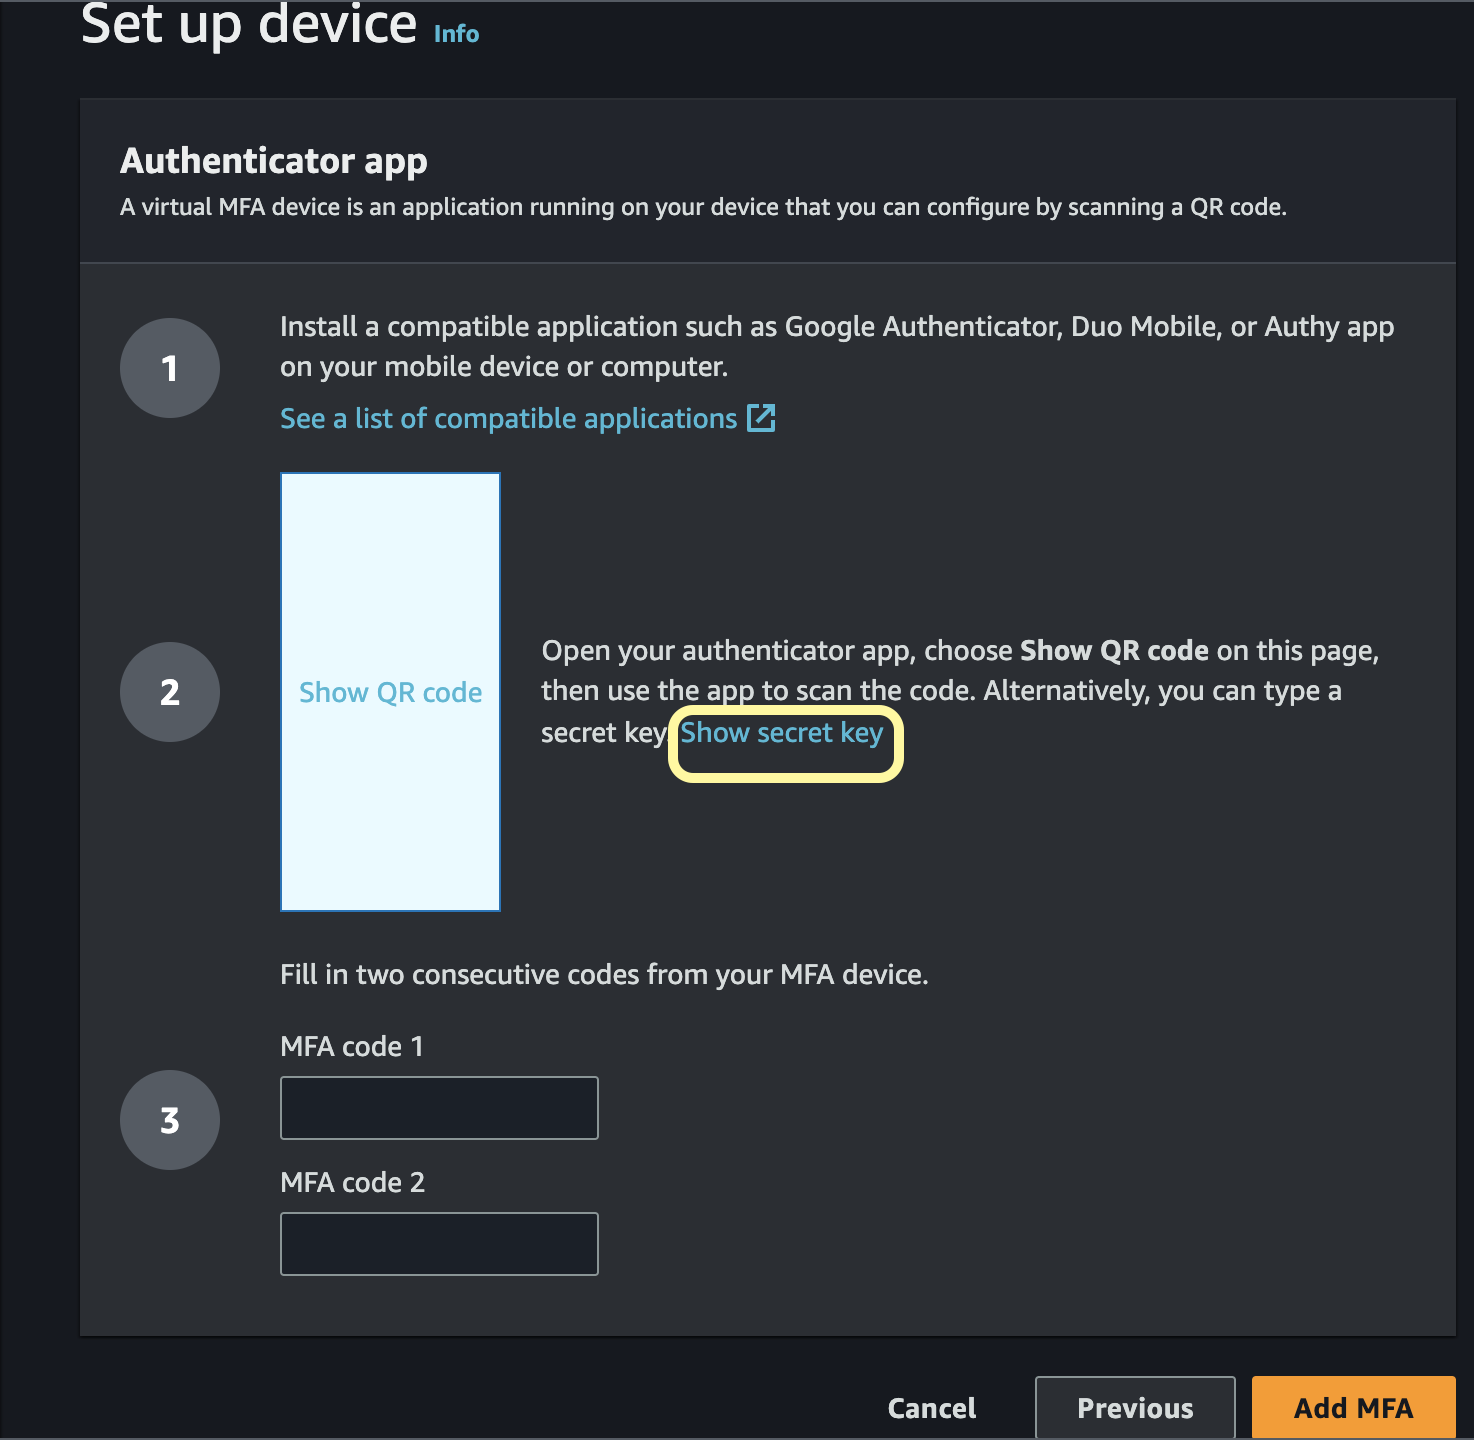 Set up device Info
Authenticator app
A virtual MFA device is an application running on your device that you can configure by scanning a QR code.
1
Install a compatible application such as Google Authenticator, Duo Mobile, or Authy app
on your mobile device or computer.
See a list of compatible applications
2
Show QR code
Open your authenticator app, choose Show QR code on this page,
then use the app to scan the code. Alternatively, you can type a
secret key. Show secret key
3
Fill in two consecutive codes from your MFA device.
MFA code 1
MFA code 2
Cancel
Previous
Add MFA